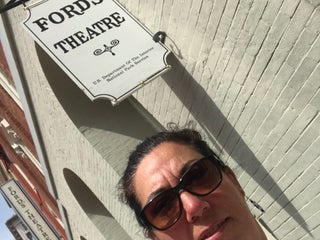 FORD'S
THEATRE
U.S. Department Of The Interior
National Park Service